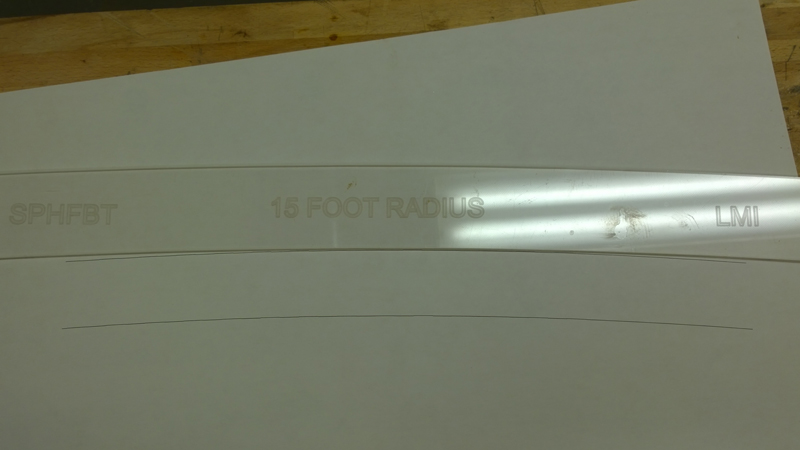 SPHFBT 15 FOOT RADIUS LMI